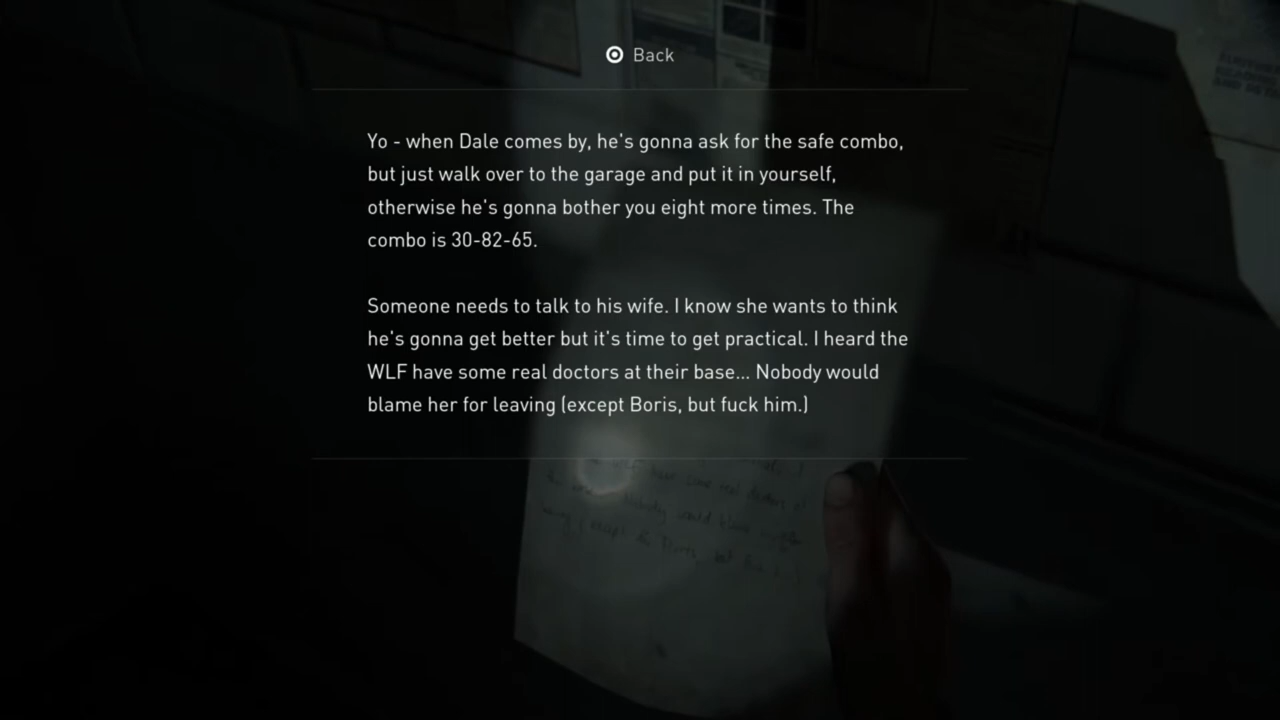 Back
Yo - when Dale comes by, he's gonna ask for the safe combo,
but just walk over to the garage and put it in yourself,
otherwise he's gonna bother you eight more times. The
combo is 30-82-65.
Someone needs to talk to his wife. I know she wants to think
he's gonna get better but it's time to get practical. I heard the
WLF have some real doctors at their base... Nobody would
blame her for leaving (except Boris, but fuck him.)